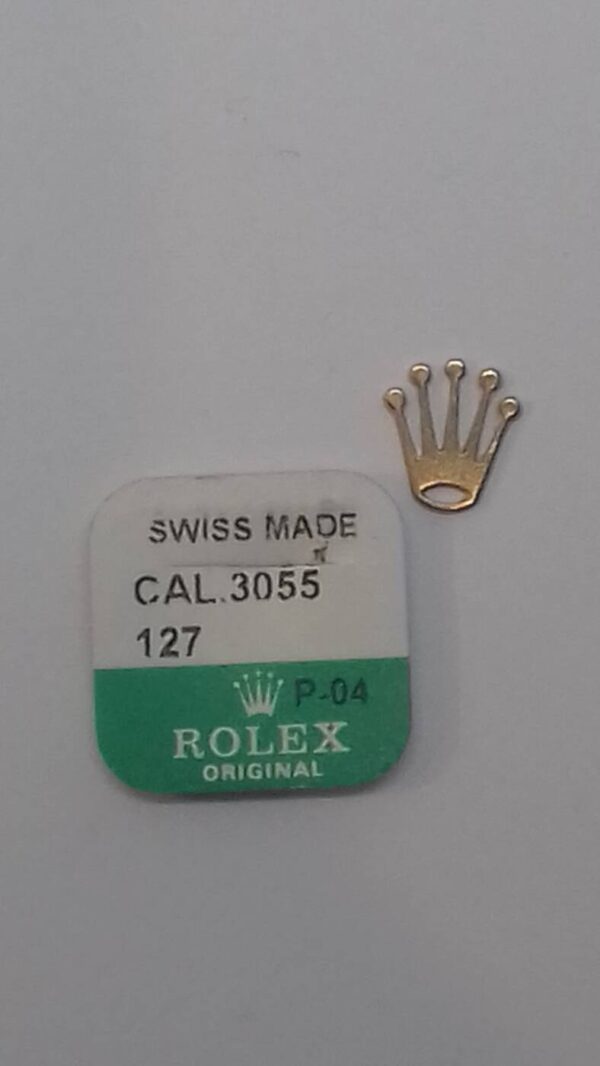 SWISS MADE
CAL.3055
127
P-04
ROLEX
ORIGINAL